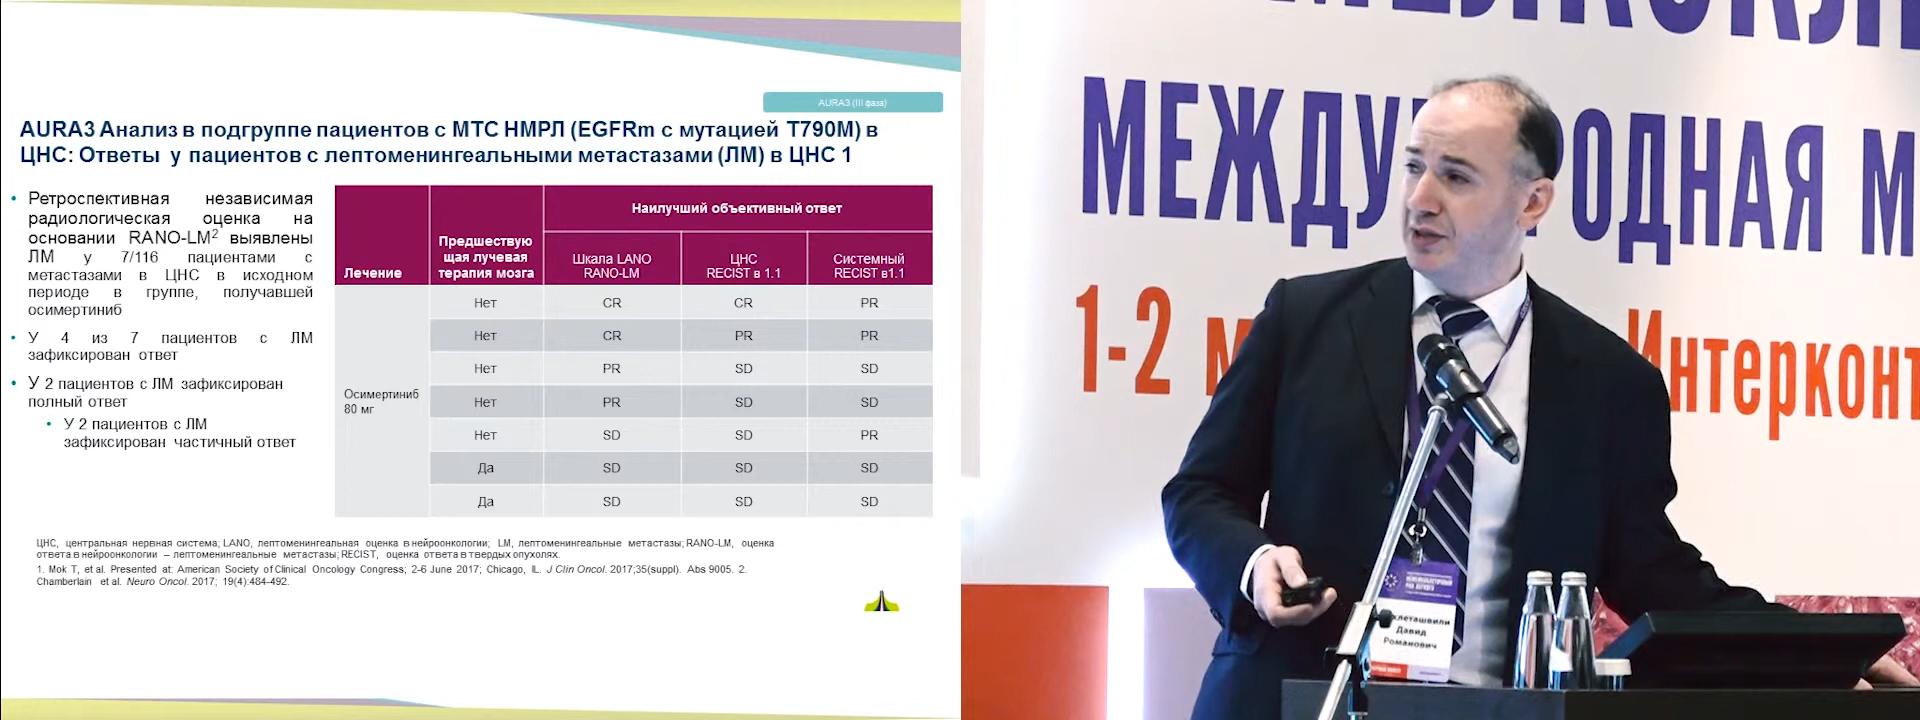 AURA3 (III фаза)
AURA3 Анализ в подгруппе пациентов с МТС НМРЛ (EGFRm с мутацией T790M) в
ЦНС: Ответы у пациентов с лептоменингеальными метастазами (ЛМ) в ЦНС 1
• Ретроспективная независимая
радиологическая оценка на
основании RANO-LM2 выявлены
ЛМ у 7/116 пациентами с
метастазами в ЦНС в исходном
периоде в группе, получавшей
осимертиниб
• У 4 из 7 пациентов с ЛМ
зафиксирован ответ
• У 2 пациентов с ЛМ зафиксирован
полный ответ
• У 2 пациентов с ЛМ
зафиксирован частичный ответ
Наилучший объективный ответ
Лечение
Предшествую
щая лучевая
терапия мозга
Шкала LANO
RANO-LM
ЦНС
RECIST в 1.1
Системный
RECIST в1.1
Осимертиниб
80 мг
Нет CR CR PR
Нет CR PR PR
Нет PR SD SD
Нет PR SD SD
Нет SD SD PR
Да SD SD SD
Да SD SD SD
ЦНС, центральная нервная система; LANO, лептоменингеальная оценка в нейроонкологии; LM, лептоменингеальные метастазы; RANO-LM, оценка
ответа в нейроонкологии – лептоменингеальные метастазы; RECIST, оценка ответа в твердых опухолях.
1. Mok T, et al. Presented at: American Society of Clinical Oncology Congress; 2-6 June 2017; Chicago, IL. J Clin Oncol. 2017;35(suppl). Abs 9005. 2.
Chamberlain et al. Neuro Oncol. 2017; 19(4):484-492.
МЕЖДУ РОДНАЯ М
1-2 м Интерконт
Давид
Романович